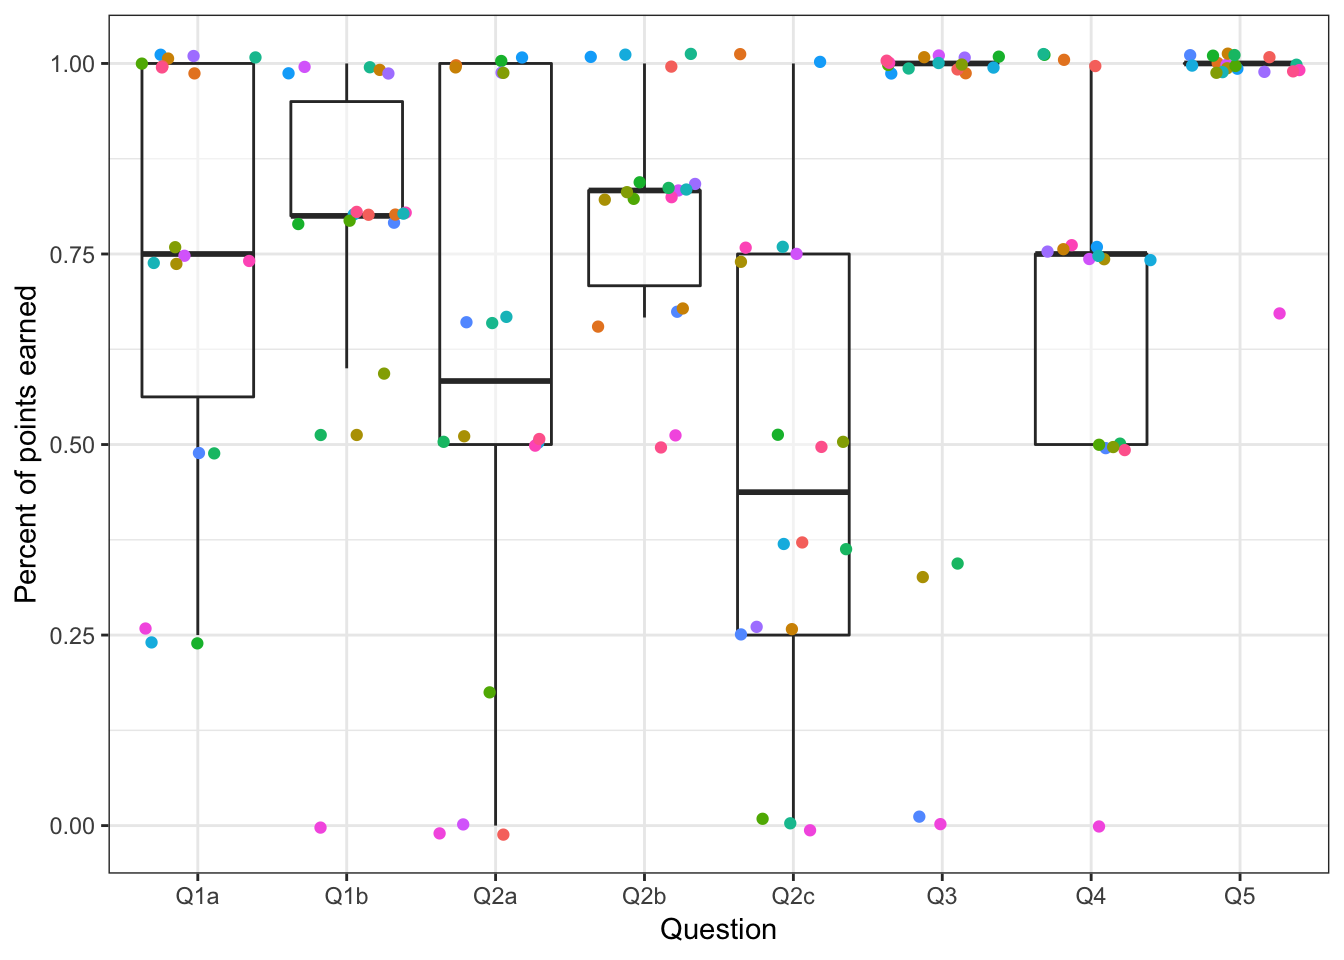 1.00
0.75
0.50
0.25
0.00
Percent of points earned
Q1a Q1b Q2a Q2b Q2c Q3 Q4 Q5
Question